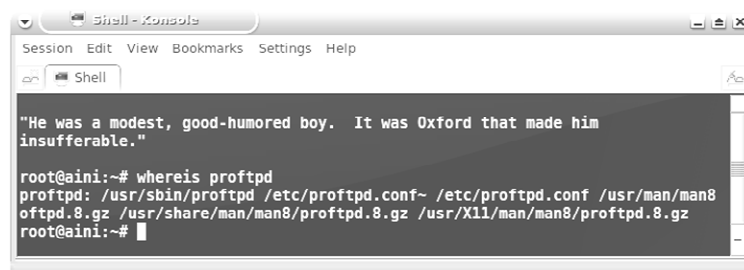 Shell - Konsole
Session Edit View Bookmarks Settings Help
Shell
"He was a modest, good-humored boy.  It was Oxford that made him
insufferable."
root@aini:~# whereis proftpd
proftpd: /usr/sbin/proftpd /etc/proftpd.conf~ /etc/proftpd.conf /usr/man/man8
oftpd.8.gz /usr/share/man/man8/proftpd.8.gz /usr/X11/man/man8/proftpd.8.gz
root@aini:~#